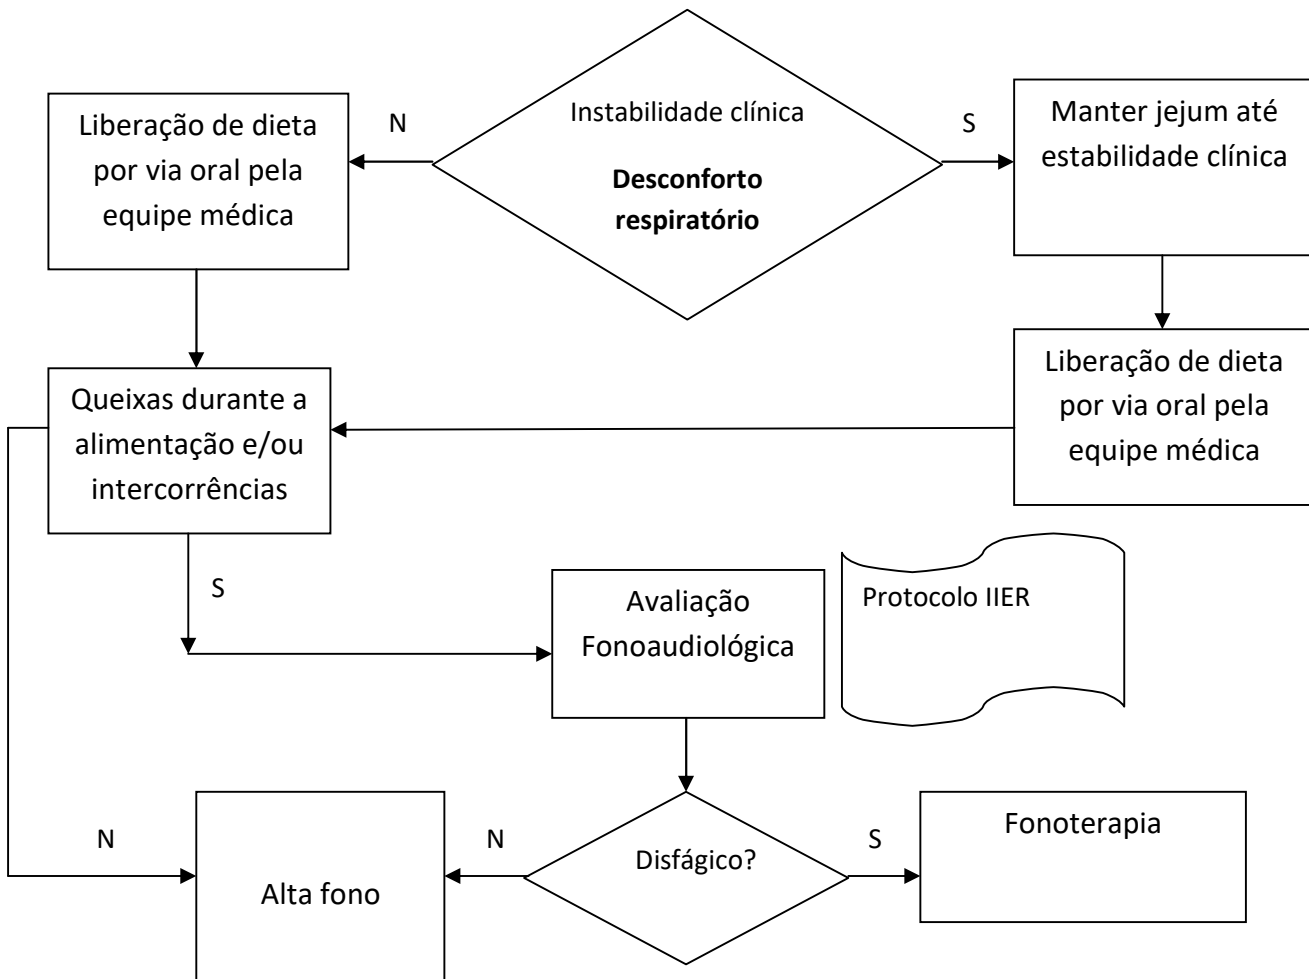 Instabilidade clínica
Desconforto
respiratório
N
S
Liberação de dieta
por via oral pela
equipe médica
Manter jejum até
estabilidade clínica
Liberação de dieta
por via oral pela
equipe médica
Queixas durante a
alimentação e/ou
intercorrências
S
Avaliação
Fonoaudiológica
Protocolo IIER
N
Alta fono
N
Disfágico?
S
Fonoterapia